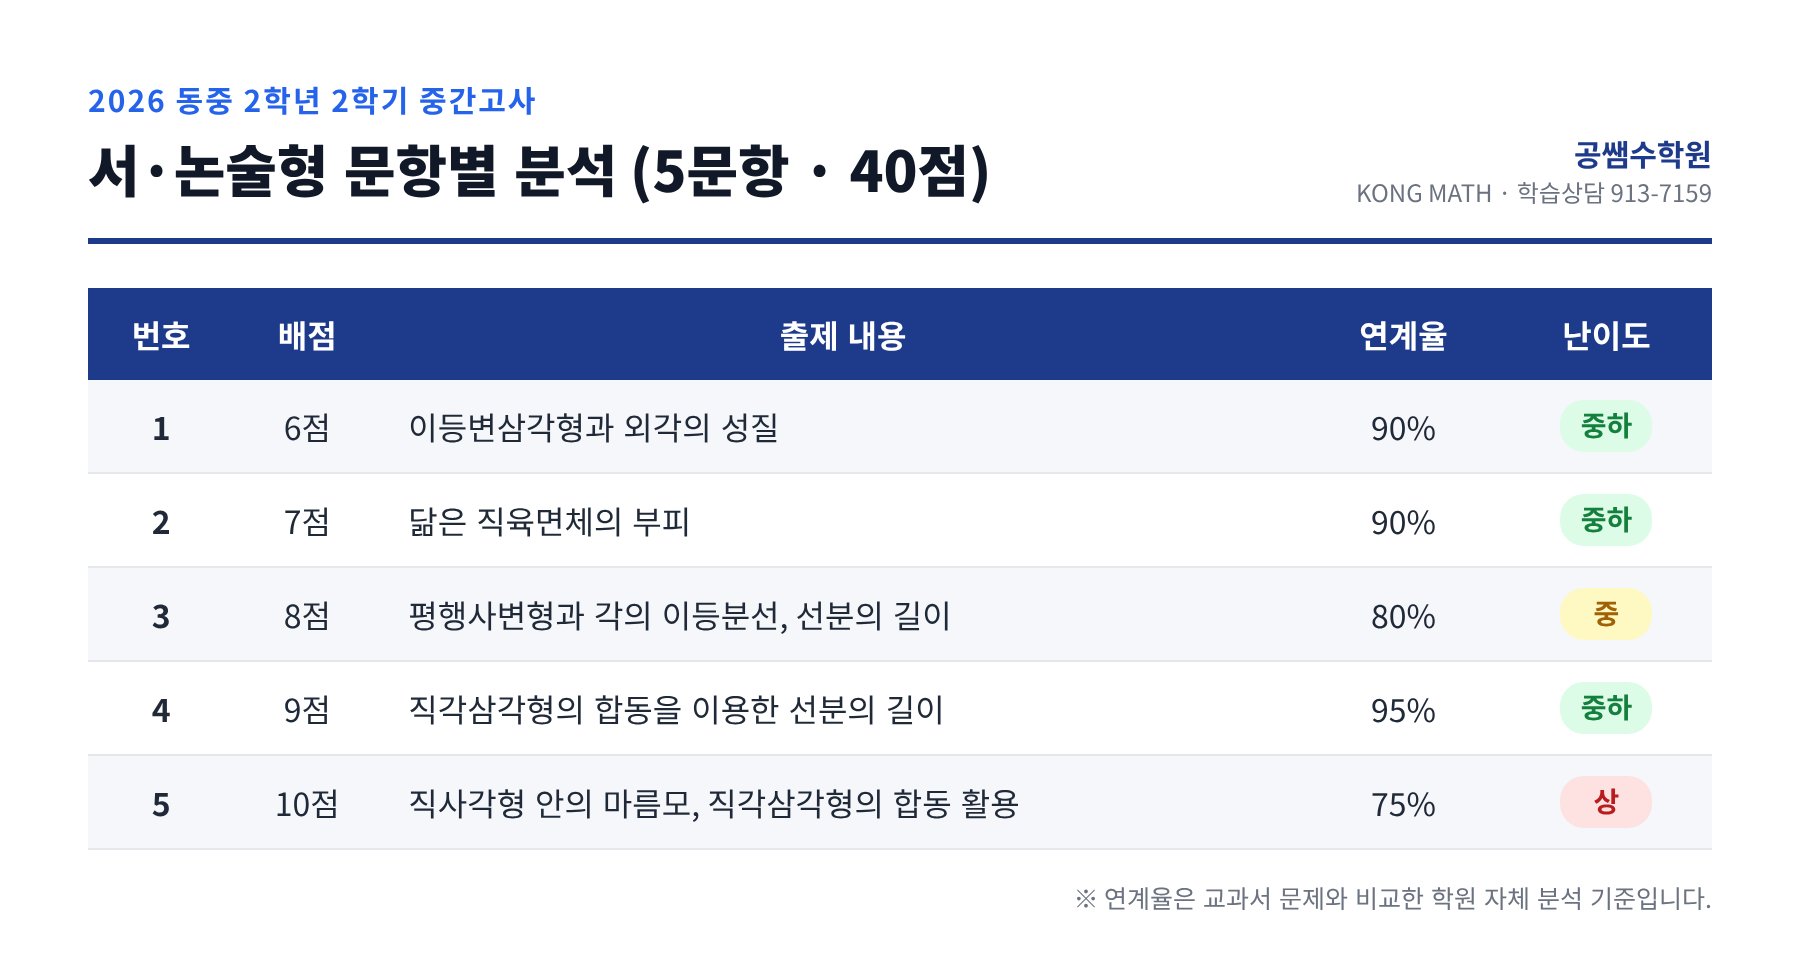 2026 동중 2학년 2학기 중간고사
서·논술형 문항별 분석 (5문항 · 40점)
공쌤수학원
KONG MATH · 학습상담 913-7159
번호 배점 출제 내용 연계율 난이도
1 6점 이등변삼각형과 외각의 성질 90% 중하
2 7점 닮은 직육면체의 부피 90% 중하
3 8점 평행사변형과 각의 이등분선, 선분의 길이 80% 중
4 9점 직각삼각형의 합동을 이용한 선분의 길이 95% 중하
5 10점 직사각형 안의 마름모, 직각삼각형의 합동 활용 75% 상
※ 연계율은 교과서 문제와 비교한 학원 자체 분석 기준입니다.